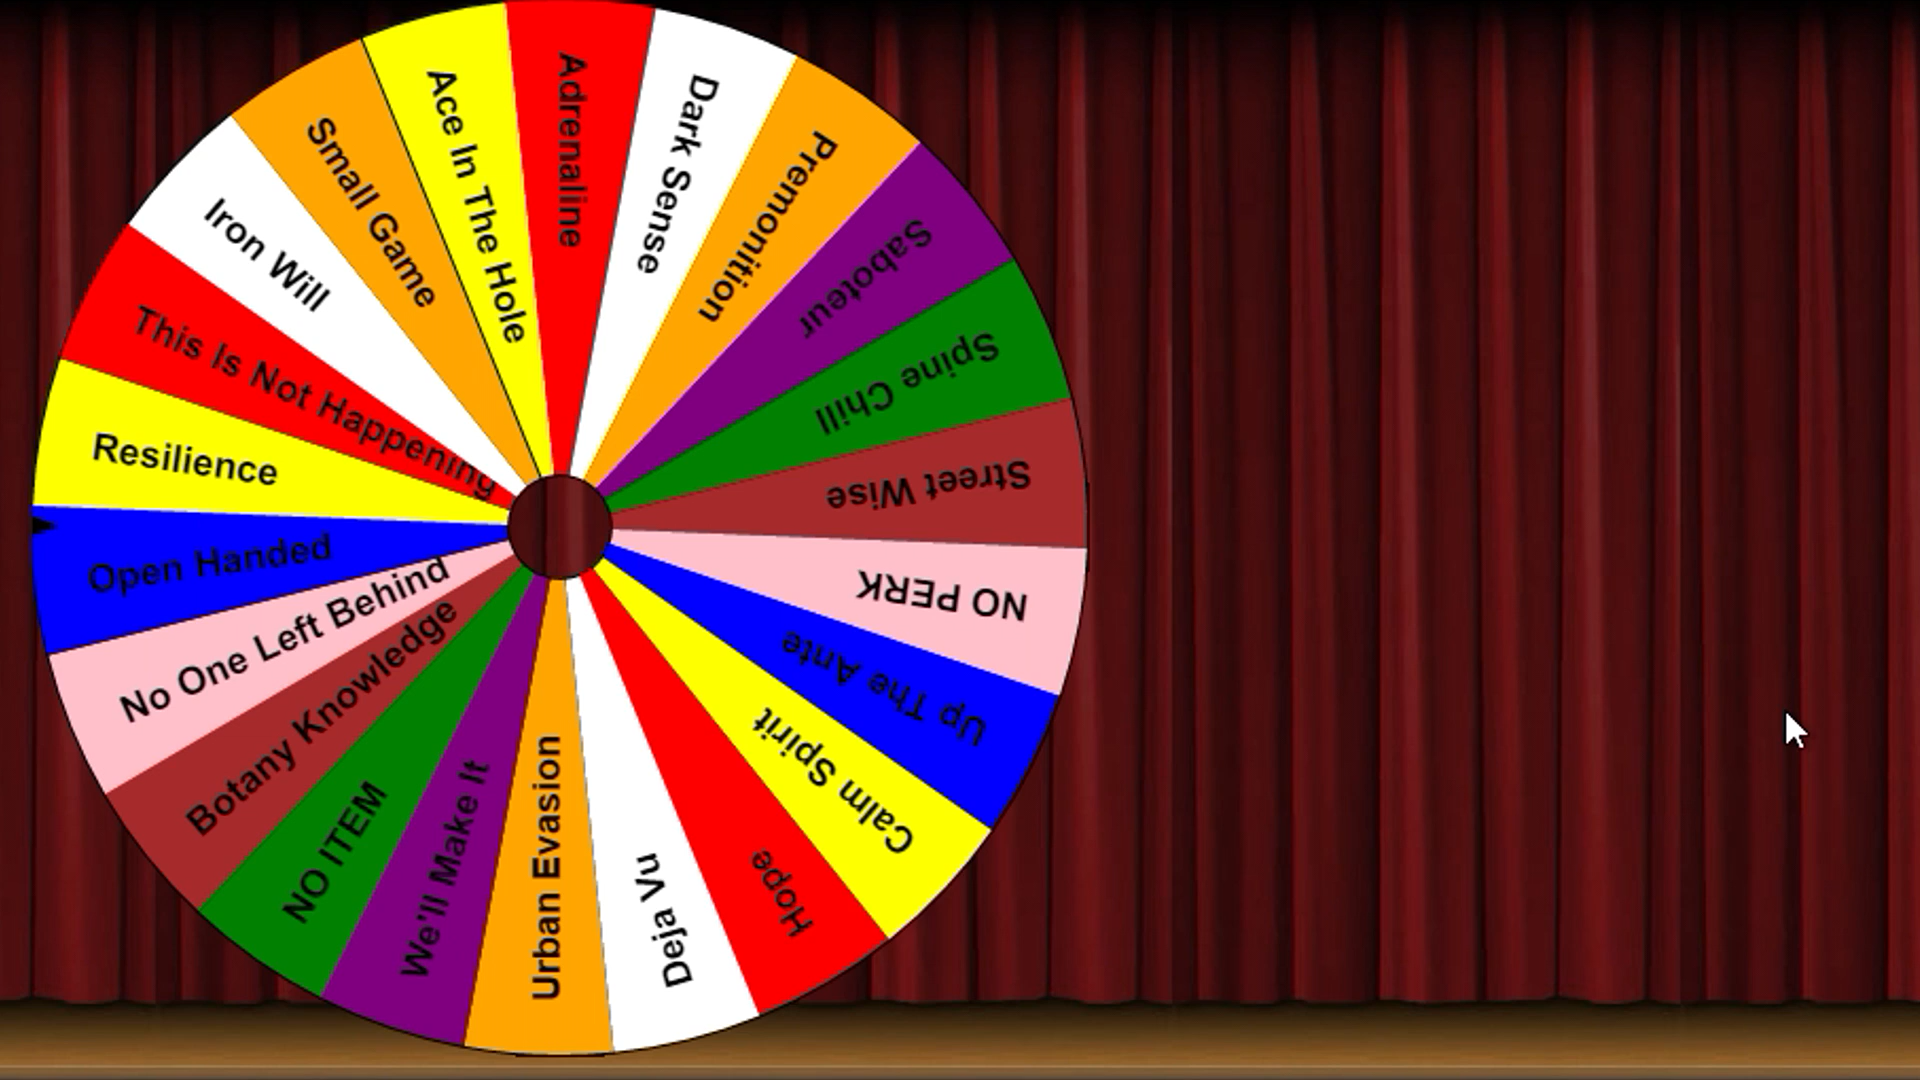 Adrenaline
Dark Sense
Premonition
Saboteur
Spine Chill
Street Wise
NO PERK
Up The Ante
Calm Spirit
Hope
Deja Vu
Urban Evasion
We'll Make It
NO ITEM
Botany Knowledge
No One Left Behind
Open Handed
Resilience
This Is Not Happening
Iron Will
Small Game
Ace In The Hole